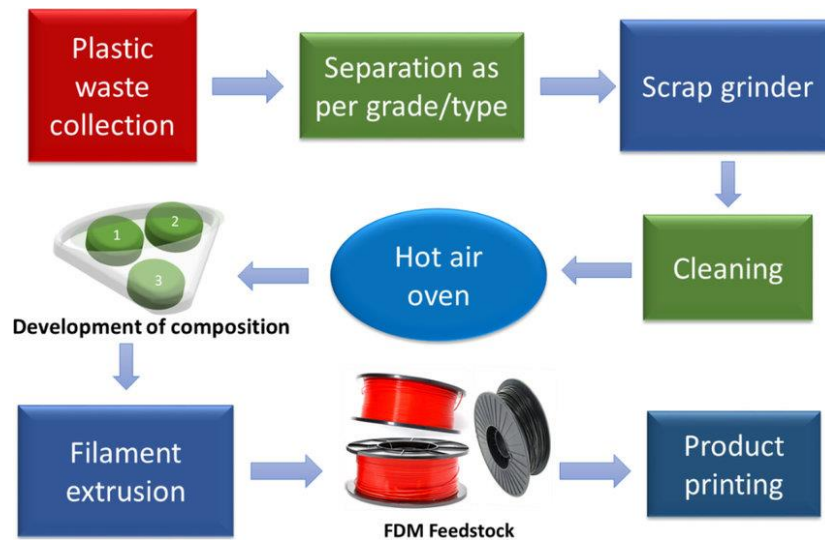 Plastic
waste
collection
Separation as
per grade/type
Scrap grinder
Cleaning
Hot air
oven
1
2
3
Development of composition
Filament
extrusion
FDM Feedstock
Product
printing